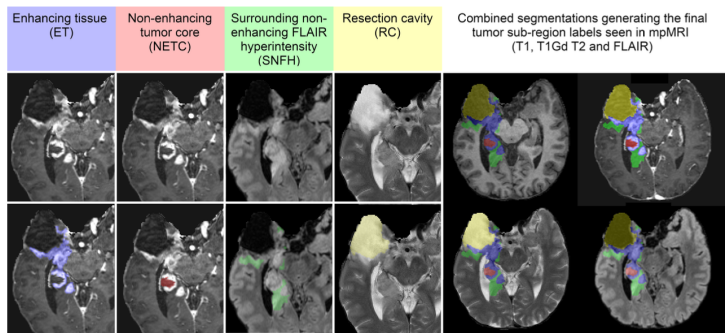 Enhancing tissue
(ET)
Non-enhancing
tumor core
(NETC)
Surrounding non-
enhancing FLAIR
hyperintensity
(SNFH)
Resection cavity
(RC)
Combined segmentations generating the final
tumor sub-region labels seen in mpMRI
(T1, T1Gd T2 and FLAIR)